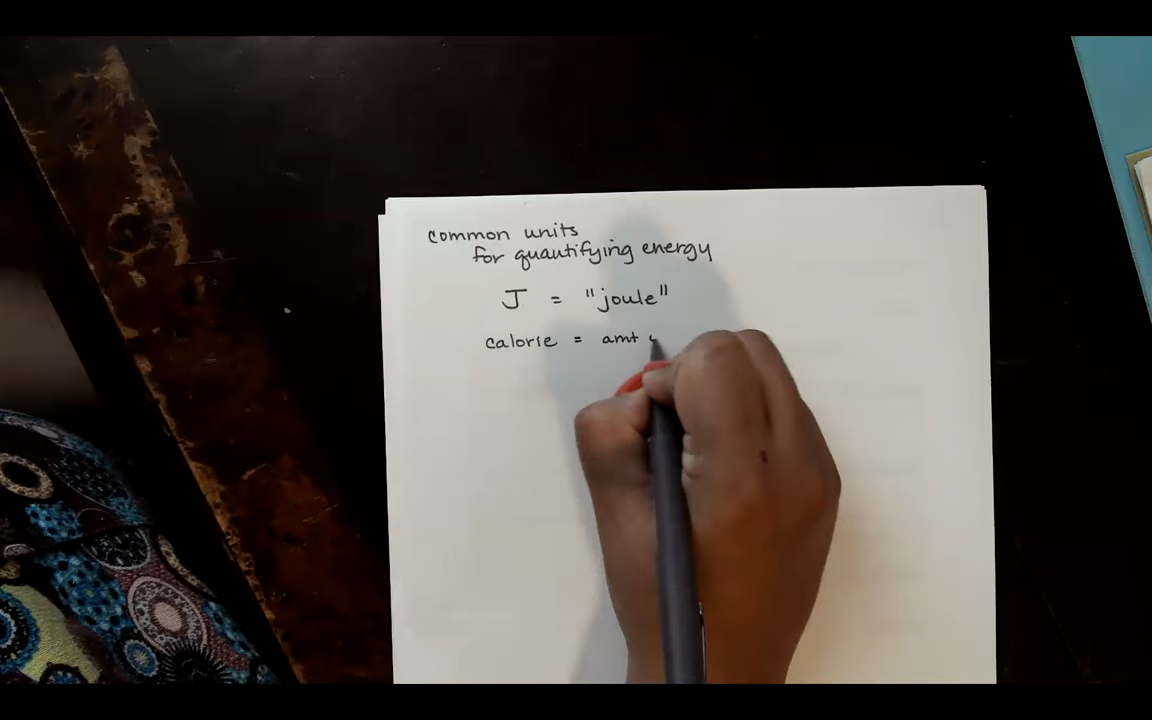 common units
for quantifying energy
J = "joule"
calorie = amt